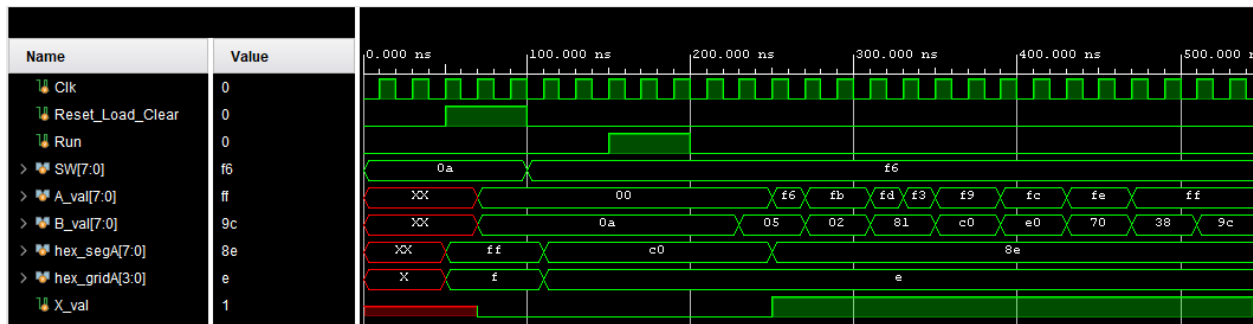 Name Value 0.000 ns 100.000 ns 200.000 ns 300.000 ns 400.000 ns 500.000
Clk 0
Reset_Load_Clear 0
Run 0
SW[7:0] f6 0a f6
A_val[7:0] ff XX 00 f6 fb fd f3 f9 fc fe ff
B_val[7:0] 9c XX 0a 05 02 81 c0 e0 70 38 9c
hex_segA[7:0] 8e XX ff c0 8e
hex_gridA[3:0] e X f e
X_val 1